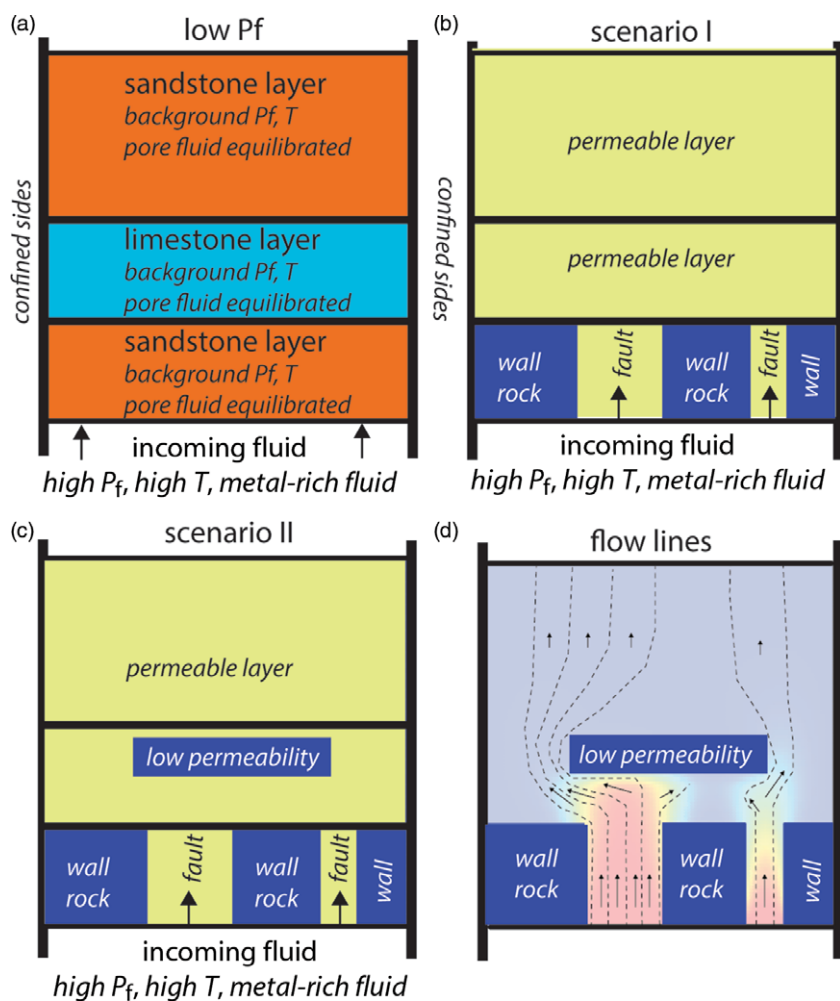 (a)
low Pf
sandstone layer
background Pf, T
pore fluid equilibrated
limestone layer
background Pf, T
pore fluid equilibrated
sandstone layer
background Pf, T
pore fluid equilibrated
confined sides
incoming fluid
high Pf, high T, metal-rich fluid
(b)
scenario I
permeable layer
permeable layer
confined sides
wall
rock
fault
wall
rock
fault
wall
incoming fluid
high Pf, high T, metal-rich fluid
(c)
scenario II
permeable layer
low permeability
wall
rock
fault
wall
rock
fault
wall
incoming fluid
high Pf, high T, metal-rich fluid
(d)
flow lines
low permeability
wall
rock
wall
rock
wall